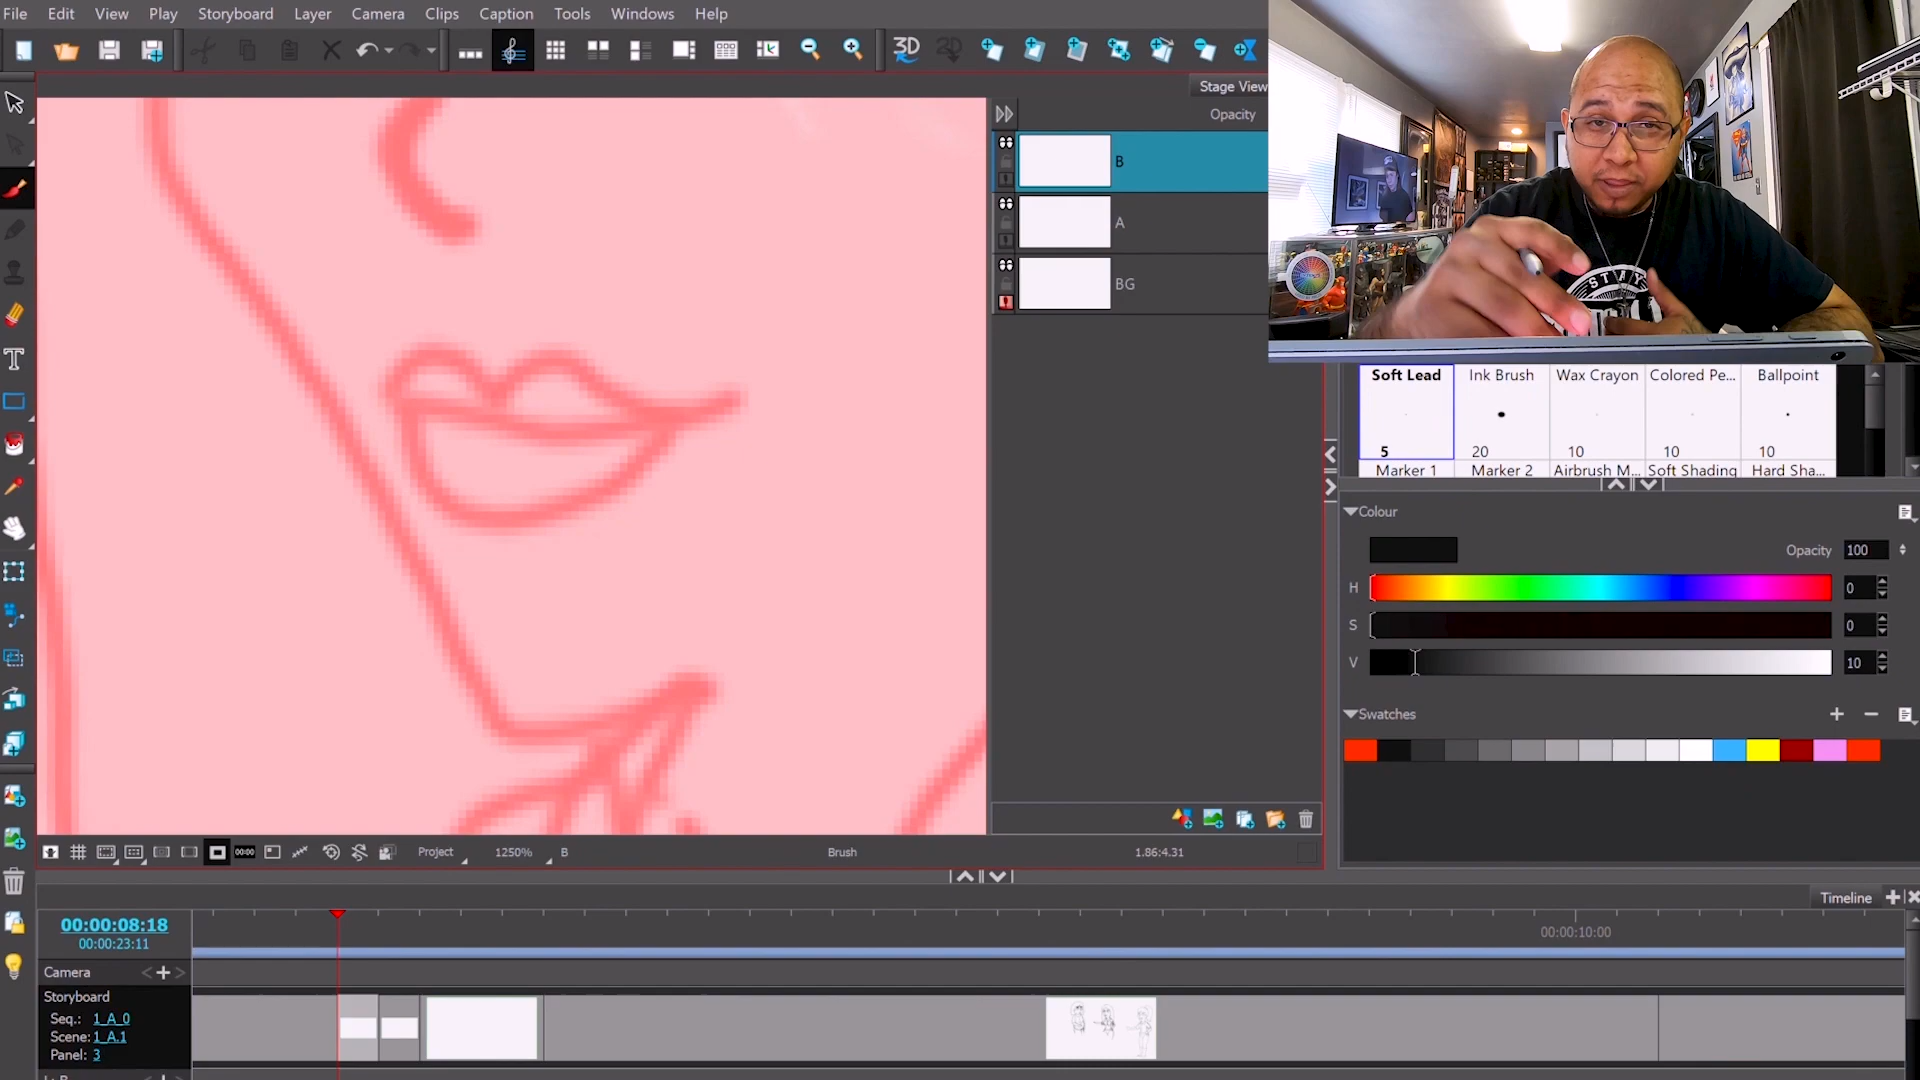 File Edit View Play Storyboard Layer Camera Clips Caption Tools Windows Help
3D
Stage View
Opacity
B
A
BG
STAY
Soft Lead Ink Brush Wax Crayon Colored Pe... Ballpoint
5 20 10 10 10
Marker 1 Marker 2 Airbrush M... Soft Shading Hard Sha...
Colour
Opacity 100
H 0
S 0
V 10
Swatches
00:00 Project 1250% B Brush 1.86:4.31
Timeline
00:00:08:18
00:00:23:11
00:00:10:00
Camera
Storyboard
Seq.: 1_A_0
Scene: 1_A.1
Panel: 3